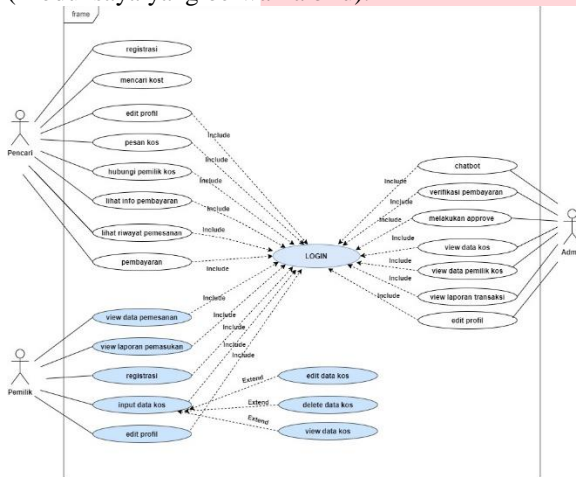 frame
registrasi
mencari kost
edit profil
pesan kos
hubungi pemilik kos
lihat info pembayaran
lihat riwayat pemesanan
pembayaran
Pencari
Include
Include
Include
Include
Include
Include
LOGIN
chatbot
verifikasi pembayaran
melakukan approve
view data kos
view data pemilik kos
view laporan transaksi
edit profil
Include
Include
Include
Include
Include
Include
Include
view data pemesanan
view laporan pemasukan
registrasi
input data kos
edit profil
Pemilik
Include
Include
Include
Include
Include
Extend
Extend
Extend
edit data kos
delete data kos
view data kos